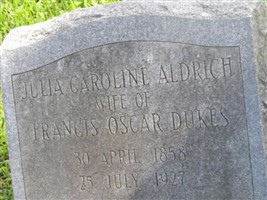 JULIA CAROLINE ALDRICH
WIFE OF
FRANCIS OSCAR DUKES
30 APRIL 1858
25 JULY 1927